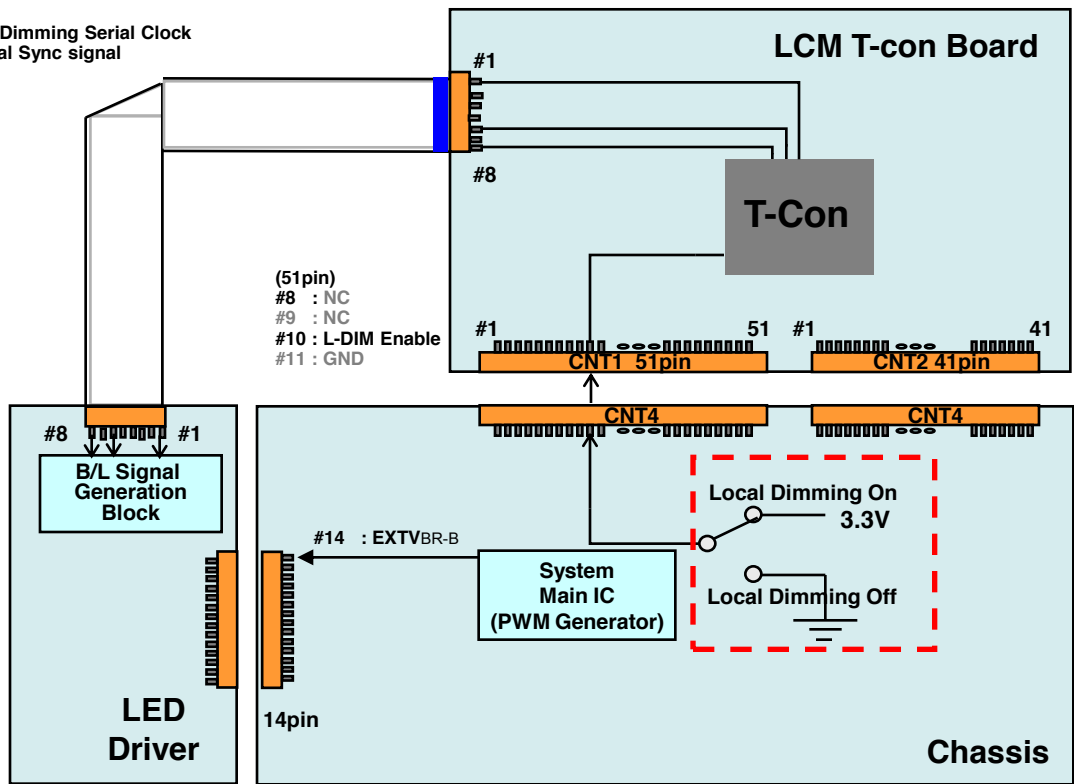 Dimming Serial Clock
al Sync signal
LCM T-con Board
#1
#8
T-Con
(51pin)
#8 : NC
#9 : NC
#10 : L-DIM Enable
#11 : GND
#1
51
#1
41
CNT1 51pin
CNT2 41pin
CNT4
CNT4
#8
#1
B/L Signal
Generation
Block
Local Dimming On
3.3V
#14 : EXTVBR-B
System
Main IC
(PWM Generator)
Local Dimming Off
LED
Driver
14pin
Chassis